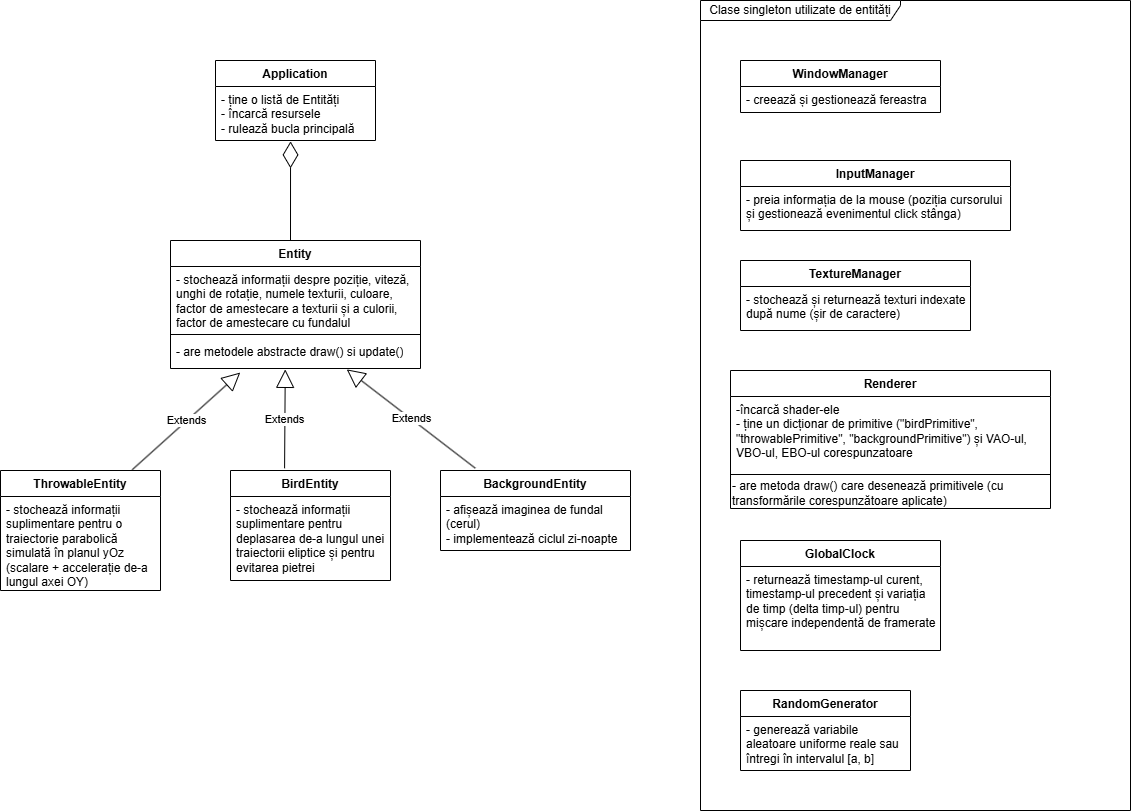 Clase singleton utilizate de entități
Application
- ține o listă de Entități
- încarcă resursele
- rulează bucla principală
Entity
- stochează informații despre poziție, viteză,
unghi de rotație, numele texturii, culoare,
factor de amestecare a texturii și a culorii,
factor de amestecare cu fundalul
- are metodele abstracte draw() si update()
Extends
Extends
Extends
ThrowableEntity
- stochează informații
suplimentare pentru o
traiectorie parabolică
simulată în planul yOz
(scalare + accelerație de-a
lungul axei OY)
BirdEntity
- stochează informații
suplimentare pentru
deplasarea de-a lungul unei
traiectorii eliptice și pentru
evitarea pietrei
BackgroundEntity
- afișează imaginea de fundal
(cerul)
- implementează ciclul zi-noapte
WindowManager
- creează și gestionează fereastra
InputManager
- preia informația de la mouse (poziția cursorului
și gestionează evenimentul click stânga)
TextureManager
- stochează și returnează texturi indexate
după nume (șir de caractere)
Renderer
-încarcă shader-ele
- ține un dicționar de primitive ("birdPrimitive",
"throwablePrimitive", "backgroundPrimitive") și VAO-ul,
VBO-ul, EBO-ul corespunzatoare
- are metoda draw() care desenează primitivele (cu
transformările corespunzătoare aplicate)
GlobalClock
- returnează timestamp-ul curent,
timestamp-ul precedent și variația
de timp (delta timp-ul) pentru
mișcare independentă de framerate
RandomGenerator
- generează variabile
aleatoare uniforme reale sau
întregi în intervalul [a, b]